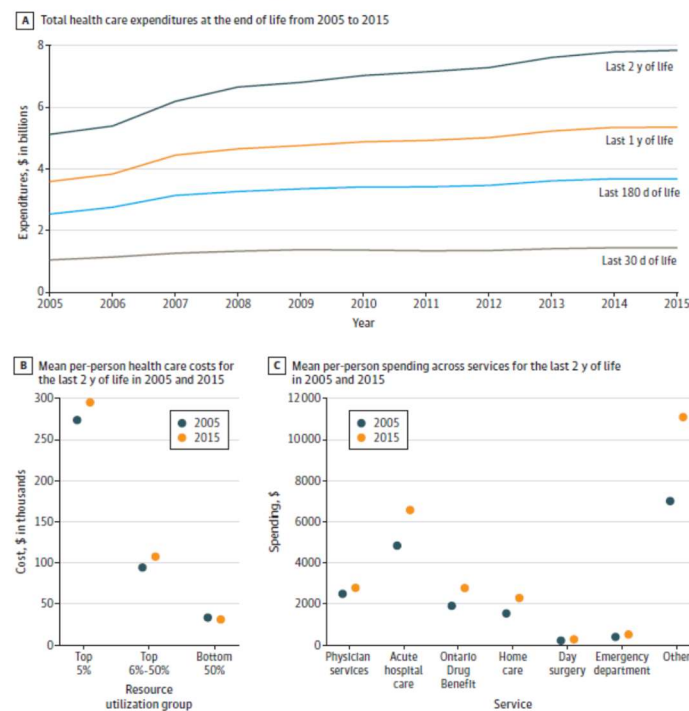 A Total health care expenditures at the end of life from 2005 to 2015
8
6
4
2
0
Expenditures, $ in billions
Last 2 y of life
Last 1 y of life
Last 180 d of life
Last 30 d of life
2005 2006 2007 2008 2009 2010 2011 2012 2013 2014 2015
Year
B Mean per-person health care costs for
the last 2 y of life in 2005 and 2015
300
250
200
150
100
50
0
Cost, $ in thousands
2005
2015
Top
5%
Top
6%-50%
Bottom
50%
Resource
utilization group
C Mean per-person spending across services for the last 2 y of life
in 2005 and 2015
12000
10000
8000
6000
4000
2000
0
Spending, $
2005
2015
Physician
services
Acute
hospital
care
Ontario
Drug
Benefit
Home
care
Day
surgery
Emergency
department
Other
Service